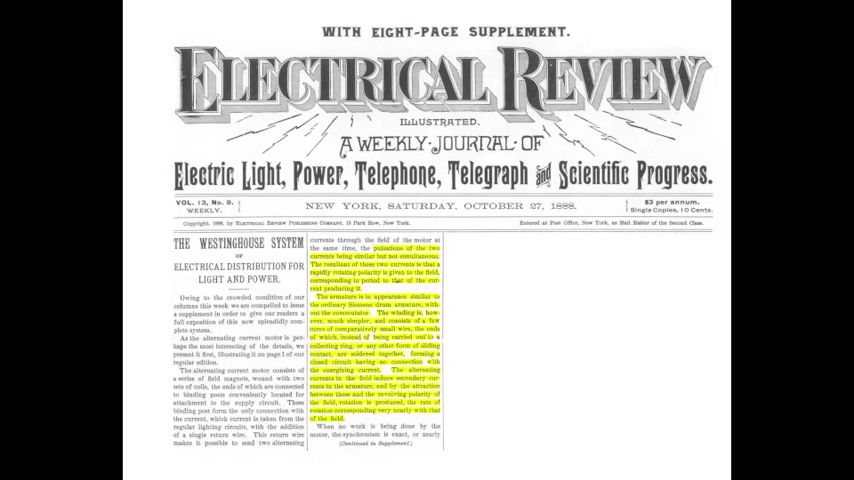 WITH EIGHT-PAGE SUPPLEMENT.
ELECTRICAL REVIEW
ILLUSTRATED.
A WEEKLY JOURNAL OF
Electric Light, Power, Telephone, Telegraph and Scientific Progress.
VOL. 13, No. 9.
WEEKLY.
NEW YORK, SATURDAY, OCTOBER 27, 1888.
$3 per annum.
Single Copies, 10 Cents.
Copyright, 1888, by ELECTRICAL REVIEW PUBLISHING COMPANY, 13 Park Row, New York.
Entered at Post Office, New York, as Mail Matter of the Second Class.
THE WESTINGHOUSE SYSTEM
OF
ELECTRICAL DISTRIBUTION FOR
LIGHT AND POWER.
Owing to the crowded condition of our
columns this week we are compelled to issue
a supplement in order to give our readers a
full exposition of this now splendidly com-
plete system.
As the alternating current motor is per-
haps the most interesting of the details, we
present it first, illustrating it on page 1 of our
regular edition.
The alternating current motor consists of
a series of field magnets, wound with two
sets of coils, the ends of which are connected
to binding posts conveniently located for
attachment to the supply circuit. These
binding post form the only connection with
the current, which current is taken from the
regular lighting circuits, with the addition
of a single return wire. This return wire
makes it possible to send two alternating
currents through the field of the motor at
the same time, the pulsations of the two
currents being similar but not simultaneous.
The resultant of these two currents is that a
rapidly rotating polarity is given to the field,
corresponding in period to that of the cur-
rent producing it.
The armature is in appearance similar to
the ordinary Siemens drum armature, with-
out the commutator. The winding is, how-
ever, much simpler, and consists of a few
turns of comparatively small wire, the ends
of which, instead of being carried out to a
collecting ring, or any other form of sliding
contact, are soldered together, forming a
closed circuit having no connection with
the energizing current. The alternating
currents in the field induce secondary cur-
rents in the armature, and by the attraction
between these and the revolving polarity of
the field, rotation is produced, the rate of
rotation corresponding very nearly with that
of the field.
When no work is being done by the
motor, the synchronism is exact, or nearly
(Continued in Supplement.)